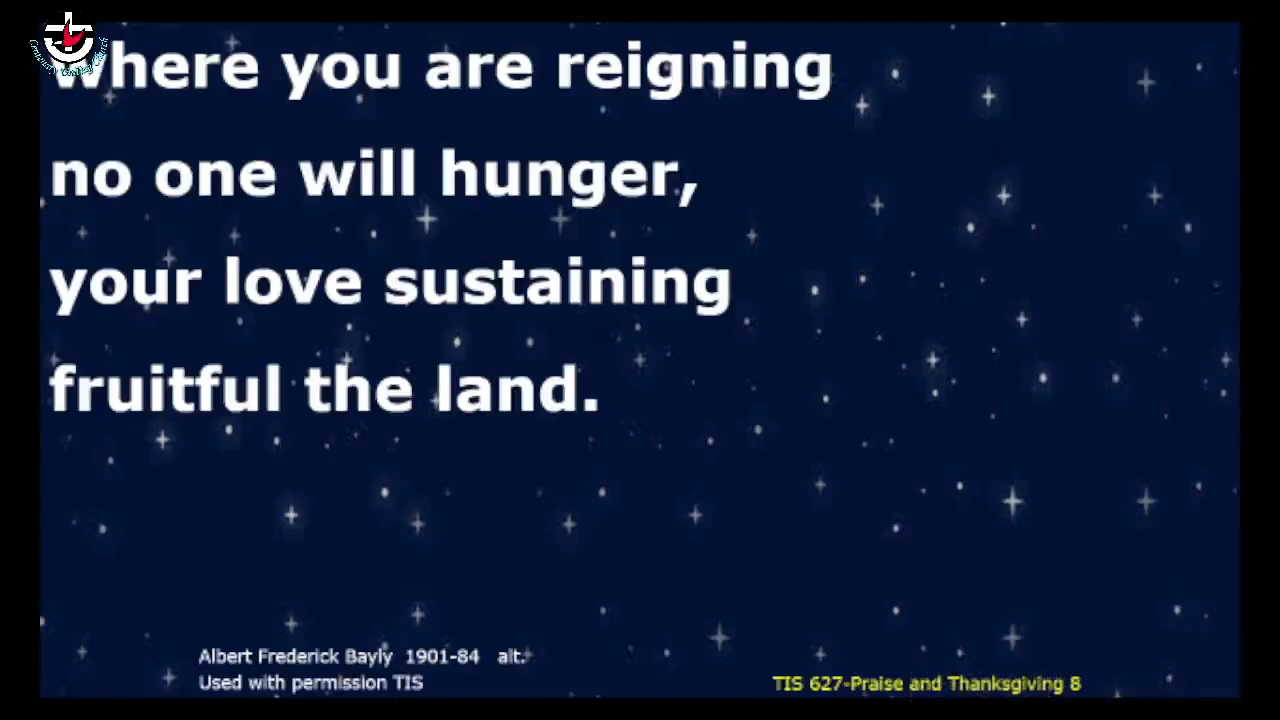 where you are reigning
no one will hunger,
your love sustaining
fruitful the land.
Albert Frederick Bayly 1901-84 alt.
Used with permission TIS
TIS 627-Praise and Thanksgiving 8